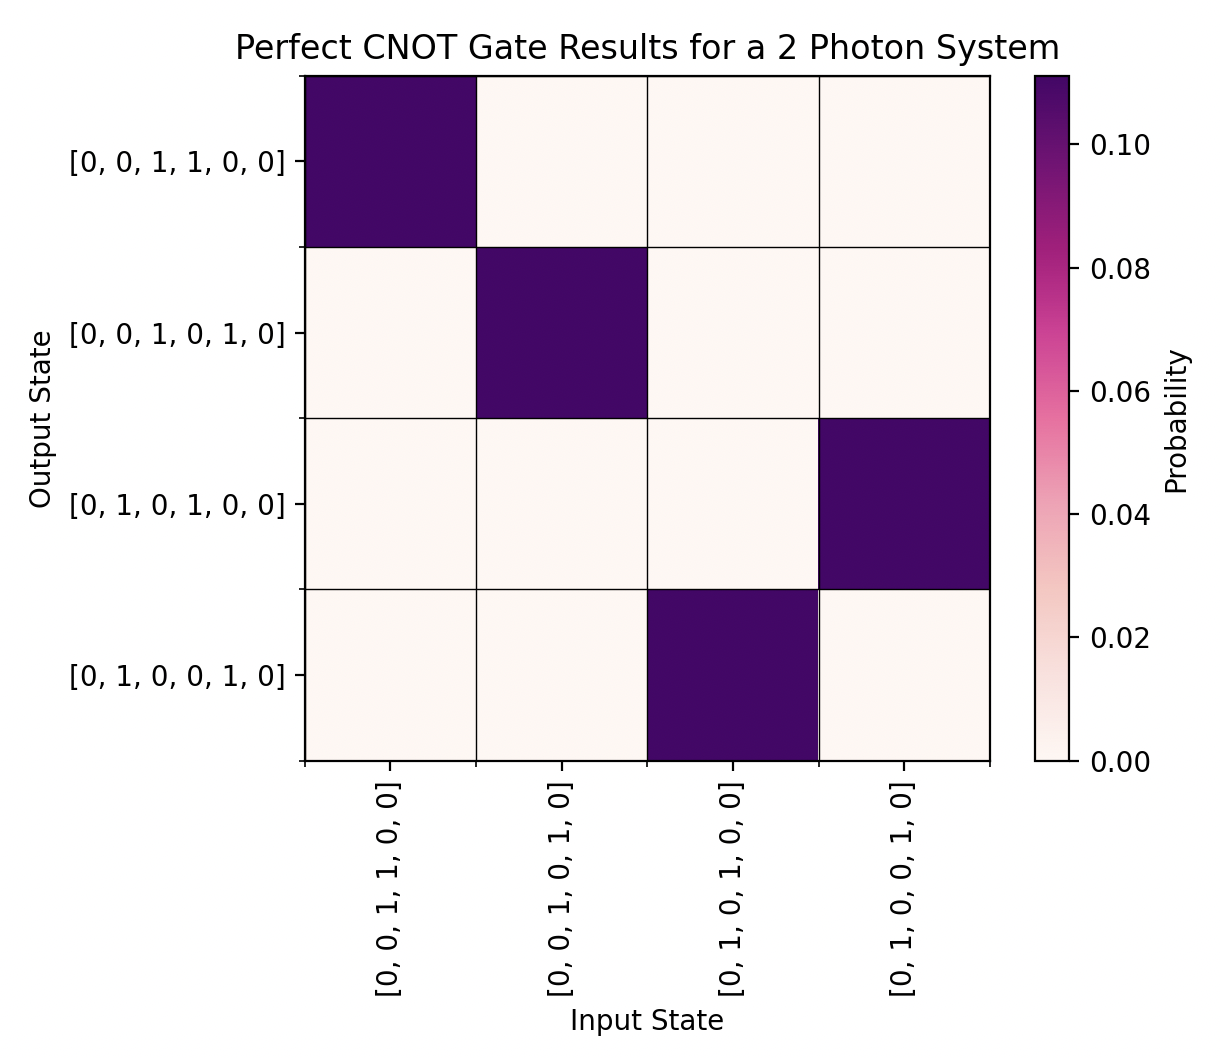 Perfect CNOT Gate Results for a 2 Photon System
Output State
[0, 0, 1, 1, 0, 0]
[0, 0, 1, 0, 1, 0]
[0, 1, 0, 1, 0, 0]
[0, 1, 0, 0, 1, 0]
[0, 0, 1, 1, 0, 0]
[0, 0, 1, 0, 1, 0]
[0, 1, 0, 1, 0, 0]
[0, 1, 0, 0, 1, 0]
Input State
0.10
0.08
0.06
0.04
0.02
0.00
Probability